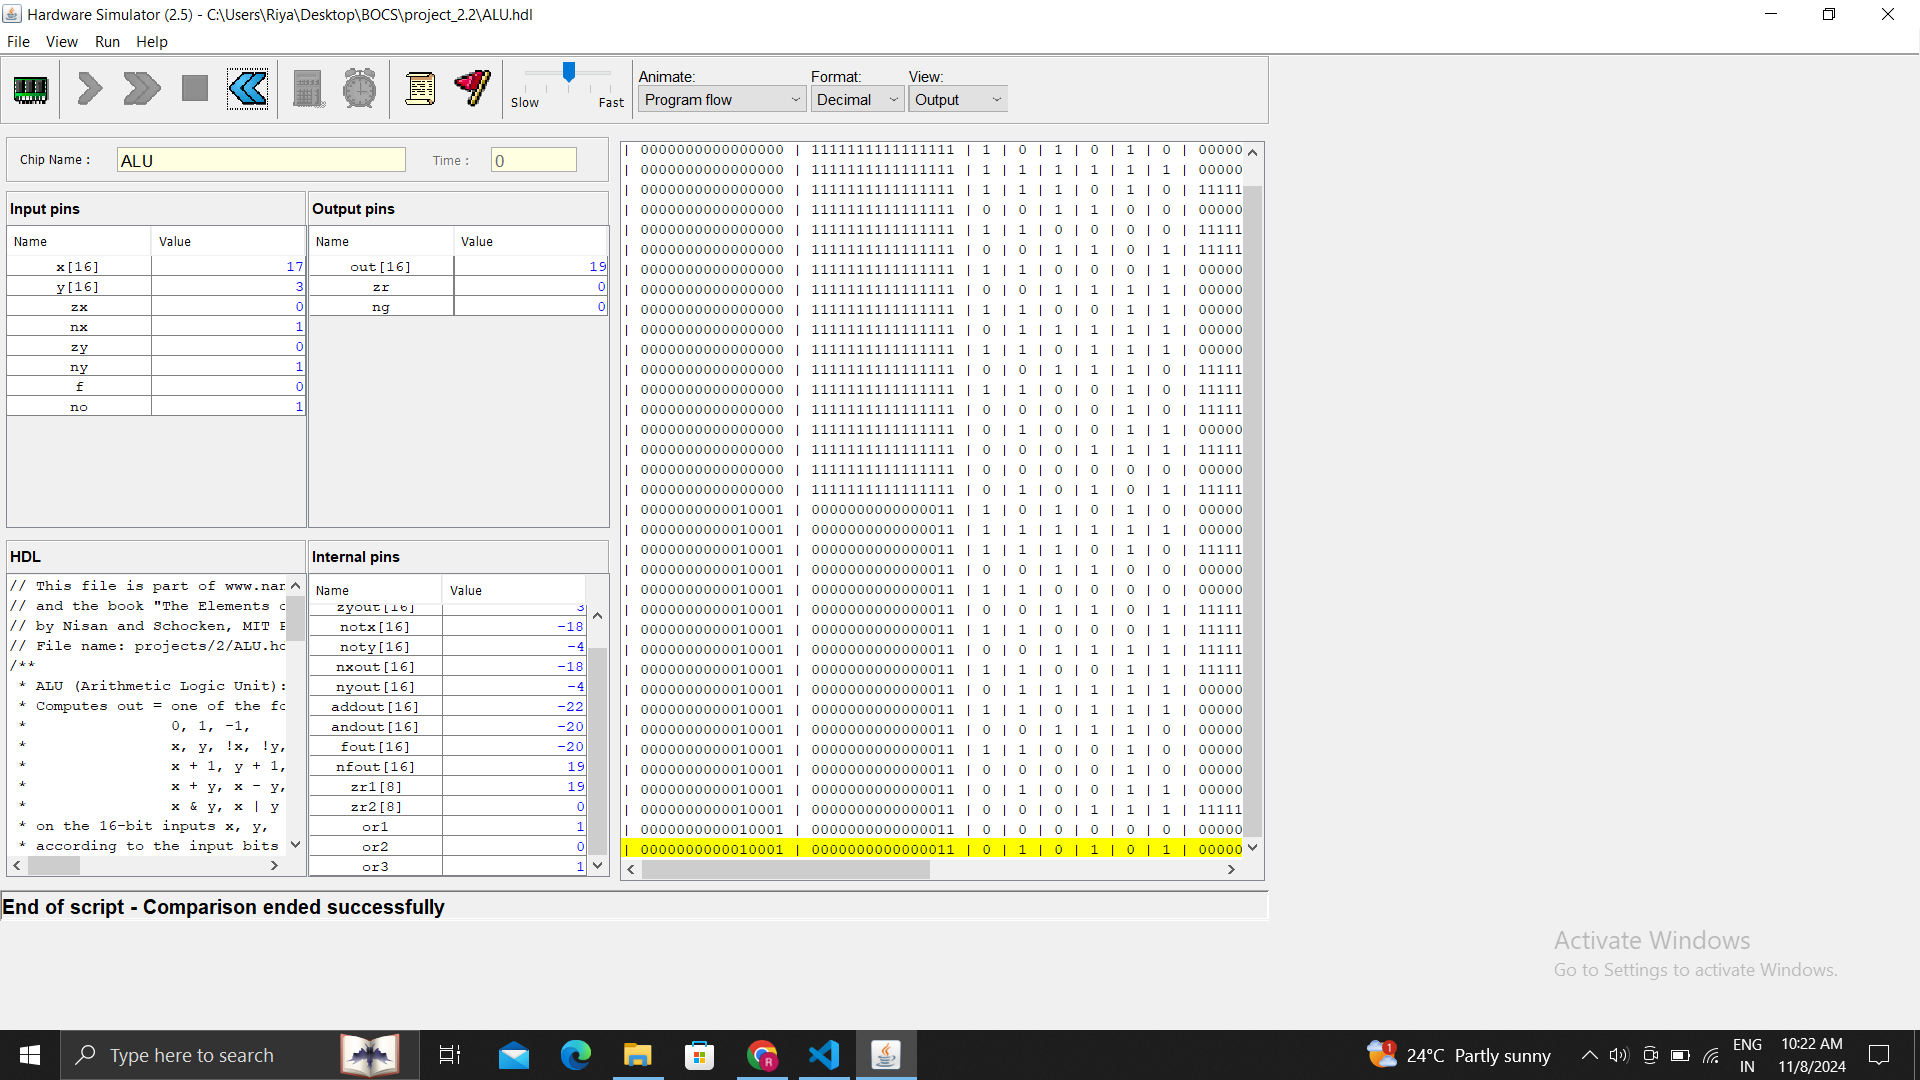 Hardware Simulator (2.5) - C:\Users\Riya\Desktop\BOCS\project_2.2\ALU.hdl
File View Run Help
Slow Fast
Animate: Format: View:
Program flow Decimal Output
Chip Name : ALU Time : 0
Input pins
Name Value
x[16] 17
y[16] 3
zx 0
nx 1
zy 0
ny 1
f 0
no 1
Output pins
Name Value
out[16] 19
zr 0
ng 0
HDL
// This file is part of www.nan
// and the book "The Elements o
// by Nisan and Schocken, MIT P
// File name: projects/2/ALU.hd
/**
* ALU (Arithmetic Logic Unit):
* Computes out = one of the fo
* 0, 1, -1,
* x, y, !x, !y,
* x + 1, y + 1,
* x + y, x - y,
* x & y, x | y
* on the 16-bit inputs x, y,
* according to the input bits
Internal pins
Name Value
zyout[16] 3
notx[16] -18
noty[16] -4
nxout[16] -18
nyout[16] -4
addout[16] -22
andout[16] -20
fout[16] -20
nfout[16] 19
zr1[8] 19
zr2[8] 0
or1 1
or2 0
or3 1
| 0000000000000000 | 1111111111111111 | 1 | 0 | 1 | 0 | 1 | 0 | 00000
| 0000000000000000 | 1111111111111111 | 1 | 1 | 1 | 1 | 1 | 1 | 00000
| 0000000000000000 | 1111111111111111 | 1 | 1 | 1 | 0 | 1 | 0 | 11111
| 0000000000000000 | 1111111111111111 | 0 | 0 | 1 | 1 | 0 | 0 | 00000
| 0000000000000000 | 1111111111111111 | 1 | 1 | 0 | 0 | 0 | 0 | 11111
| 0000000000000000 | 1111111111111111 | 0 | 0 | 1 | 1 | 0 | 1 | 11111
| 0000000000000000 | 1111111111111111 | 1 | 1 | 0 | 0 | 0 | 1 | 00000
| 0000000000000000 | 1111111111111111 | 0 | 0 | 1 | 1 | 1 | 1 | 00000
| 0000000000000000 | 1111111111111111 | 1 | 1 | 0 | 0 | 1 | 1 | 00000
| 0000000000000000 | 1111111111111111 | 0 | 1 | 1 | 1 | 1 | 1 | 00000
| 0000000000000000 | 1111111111111111 | 1 | 1 | 0 | 1 | 1 | 1 | 00000
| 0000000000000000 | 1111111111111111 | 0 | 0 | 1 | 1 | 1 | 0 | 11111
| 0000000000000000 | 1111111111111111 | 1 | 1 | 0 | 0 | 1 | 0 | 11111
| 0000000000000000 | 1111111111111111 | 0 | 0 | 0 | 0 | 1 | 0 | 11111
| 0000000000000000 | 1111111111111111 | 0 | 1 | 0 | 0 | 1 | 1 | 00000
| 0000000000000000 | 1111111111111111 | 0 | 0 | 0 | 1 | 1 | 1 | 11111
| 0000000000000000 | 1111111111111111 | 0 | 0 | 0 | 0 | 0 | 0 | 00000
| 0000000000000000 | 1111111111111111 | 0 | 1 | 0 | 1 | 0 | 1 | 11111
| 0000000000010001 | 0000000000000011 | 1 | 0 | 1 | 0 | 1 | 0 | 00000
| 0000000000010001 | 0000000000000011 | 1 | 1 | 1 | 1 | 1 | 1 | 00000
| 0000000000010001 | 0000000000000011 | 1 | 1 | 1 | 0 | 1 | 0 | 11111
| 0000000000010001 | 0000000000000011 | 0 | 0 | 1 | 1 | 0 | 0 | 00000
| 0000000000010001 | 0000000000000011 | 1 | 1 | 0 | 0 | 0 | 0 | 00000
| 0000000000010001 | 0000000000000011 | 0 | 0 | 1 | 1 | 0 | 1 | 11111
| 0000000000010001 | 0000000000000011 | 1 | 1 | 0 | 0 | 0 | 1 | 11111
| 0000000000010001 | 0000000000000011 | 0 | 0 | 1 | 1 | 1 | 1 | 11111
| 0000000000010001 | 0000000000000011 | 1 | 1 | 0 | 0 | 1 | 1 | 11111
| 0000000000010001 | 0000000000000011 | 0 | 1 | 1 | 1 | 1 | 1 | 00000
| 0000000000010001 | 0000000000000011 | 1 | 1 | 0 | 1 | 1 | 1 | 00000
| 0000000000010001 | 0000000000000011 | 0 | 0 | 1 | 1 | 1 | 0 | 00000
| 0000000000010001 | 0000000000000011 | 1 | 1 | 0 | 0 | 1 | 0 | 00000
| 0000000000010001 | 0000000000000011 | 0 | 0 | 0 | 0 | 1 | 0 | 00000
| 0000000000010001 | 0000000000000011 | 0 | 1 | 0 | 0 | 1 | 1 | 00000
| 0000000000010001 | 0000000000000011 | 0 | 0 | 0 | 1 | 1 | 1 | 11111
| 0000000000010001 | 0000000000000011 | 0 | 0 | 0 | 0 | 0 | 0 | 00000
| 0000000000010001 | 0000000000000011 | 0 | 1 | 0 | 1 | 0 | 1 | 00000
End of script - Comparison ended successfully
Activate Windows
Go to Settings to activate Windows.
Type here to search
R
1
24°C Partly sunny
ENG
IN
10:22 AM
11/8/2024